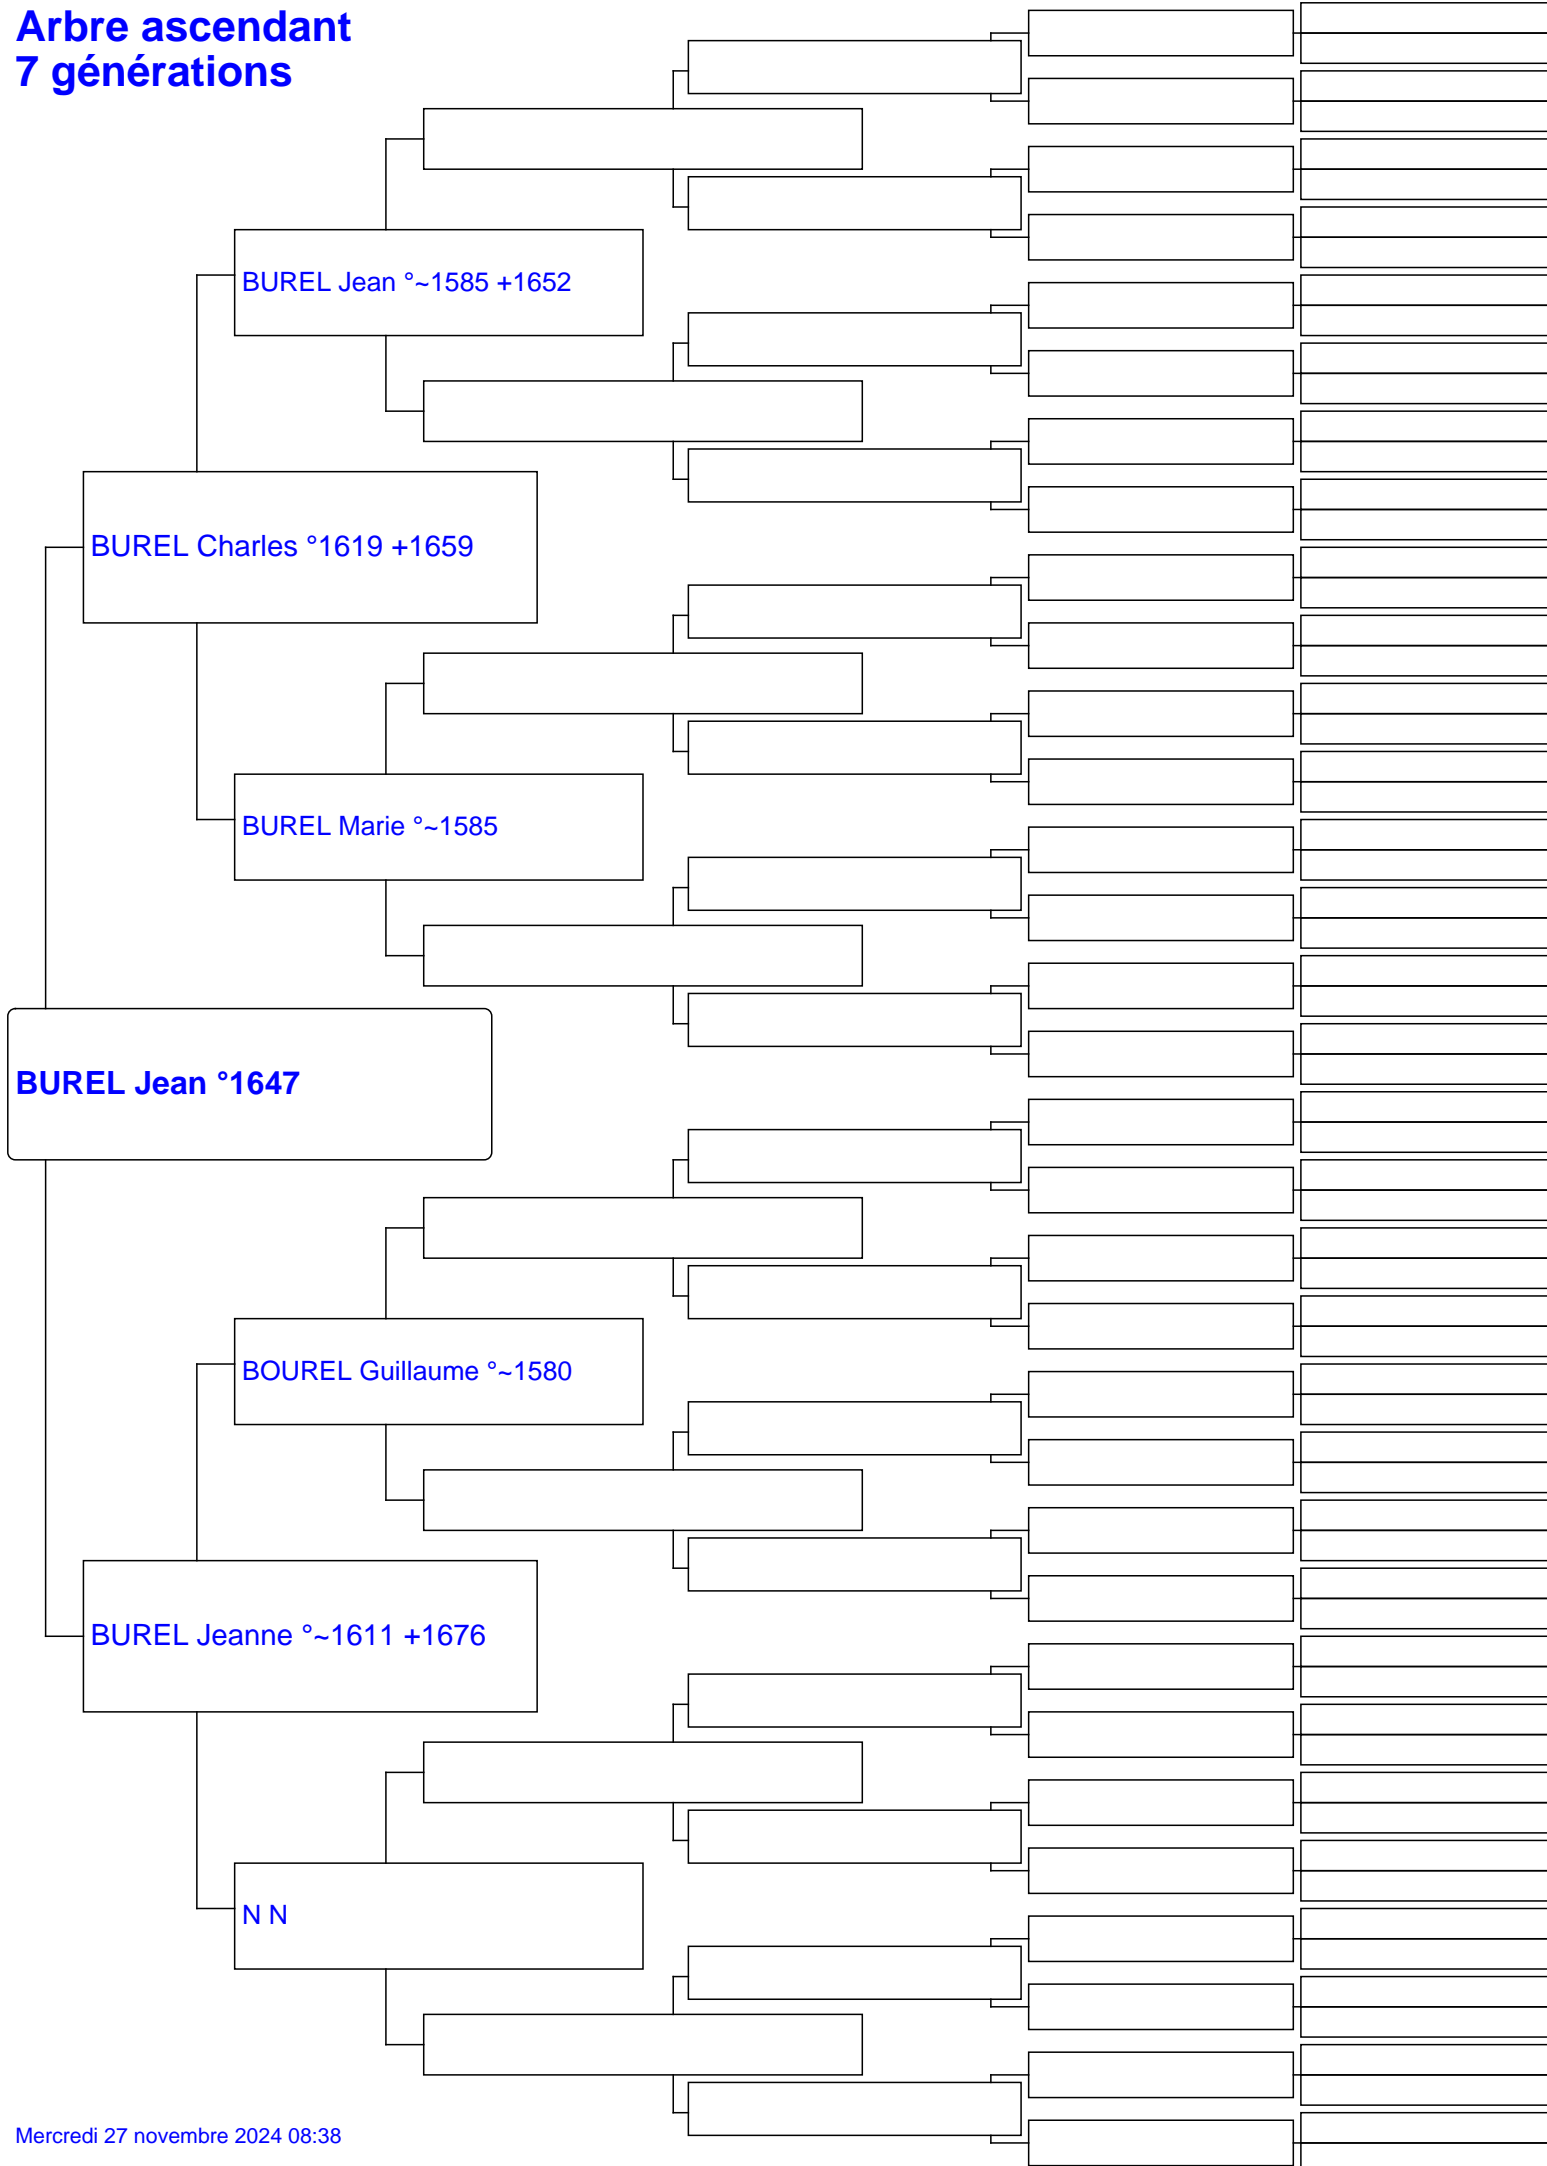 Arbre ascendant
7 générations
BUREL Jean °~1585 +1652
BUREL Charles °1619 +1659
BUREL Marie °~1585
BUREL Jean °1647
BOUREL Guillaume °~1580
BUREL Jeanne °~1611 +1676
N N
Mercredi 27 novembre 2024 08:38